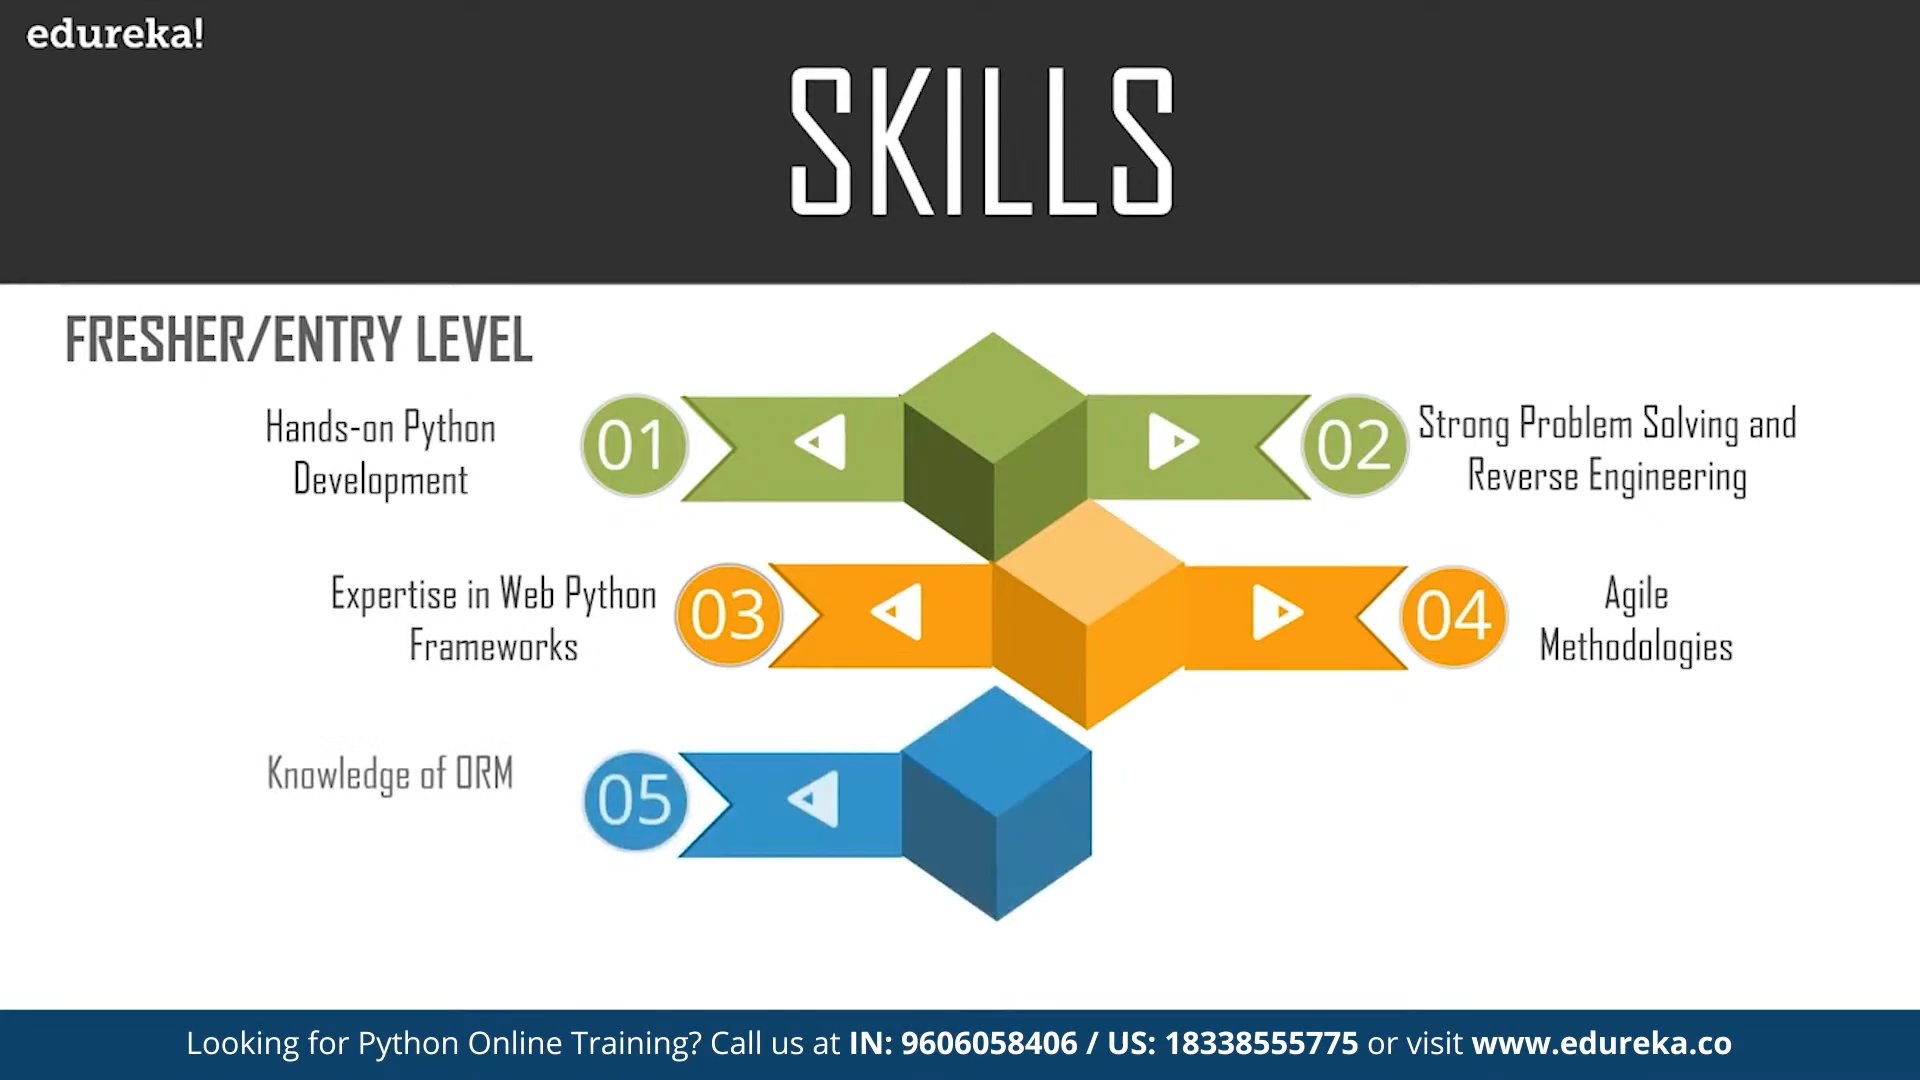 edureka!
SKILLS
FRESHER/ENTRY LEVEL
Hands-on Python
Development
01
02
Strong Problem Solving and
Reverse Engineering
Expertise in Web Python
Frameworks
03
04
Agile
Methodologies
Knowledge of ORM
05
Looking for Python Online Training? Call us at IN: 9606058406 / US: 18338555775 or visit www.edureka.co